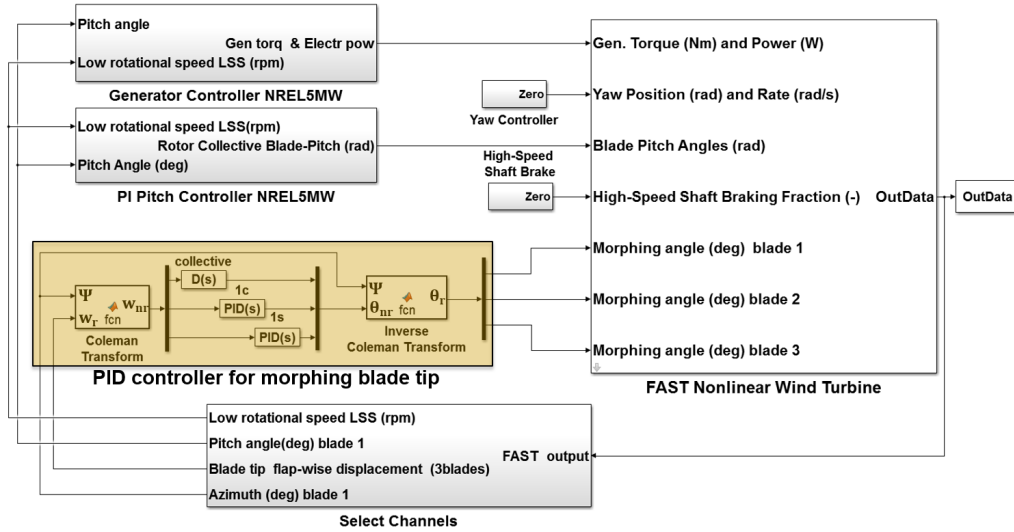 Pitch angle
Gen torq & Electr pow
Low rotational speed LSS (rpm)
Generator Controller NREL5MW
Low rotational speed LSS(rpm)
Rotor Collective Blade-Pitch (rad)
Pitch Angle (deg)
PI Pitch Controller NREL5MW
Zero
Yaw Controller
High-Speed
Shaft Brake
Zero
Gen. Torque (Nm) and Power (W)
Yaw Position (rad) and Rate (rad/s)
Blade Pitch Angles (rad)
High-Speed Shaft Braking Fraction (-)
OutData
Morphing angle (deg) blade 1
Morphing angle (deg) blade 2
Morphing angle (deg) blade 3
FAST Nonlinear Wind Turbine
OutData
collective
D(s)
1c
PID(s)
1s
PID(s)
Ψ
w_nr
w_r
fcn
Coleman
Transform
Ψ
θ_nr
fcn
θ_r
Inverse
Coleman Transform
PID controller for morphing blade tip
Low rotational speed LSS (rpm)
Pitch angle(deg) blade 1
Blade tip flap-wise displacement (3blades)
Azimuth (deg) blade 1
FAST output
Select Channels